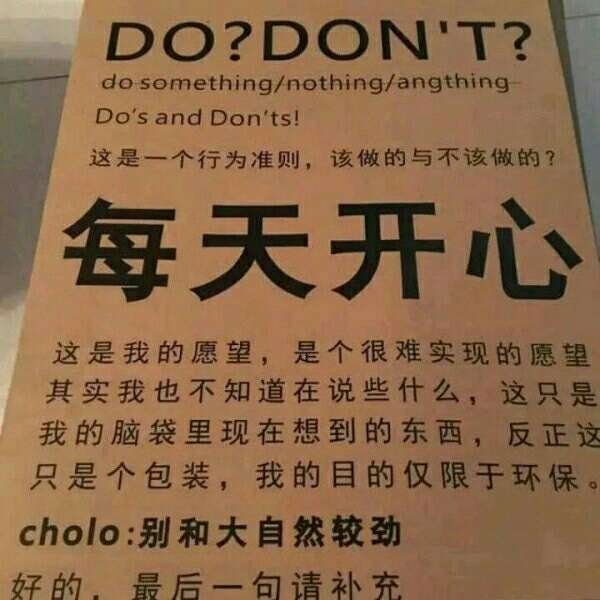 DO?DON'T?
do something/nothing/angthing
Do's and Don'ts!
这是一个行为准则，该做的与不该做的？
每天开心
这是我的愿望，是个很难实现的愿望
其实我也不知道在说些什么，这只是
我的脑袋里现在想到的东西，反正这
只是个包装，我的目的仅限于环保。
cholo:别和大自然较劲
好的，最后一句请补充